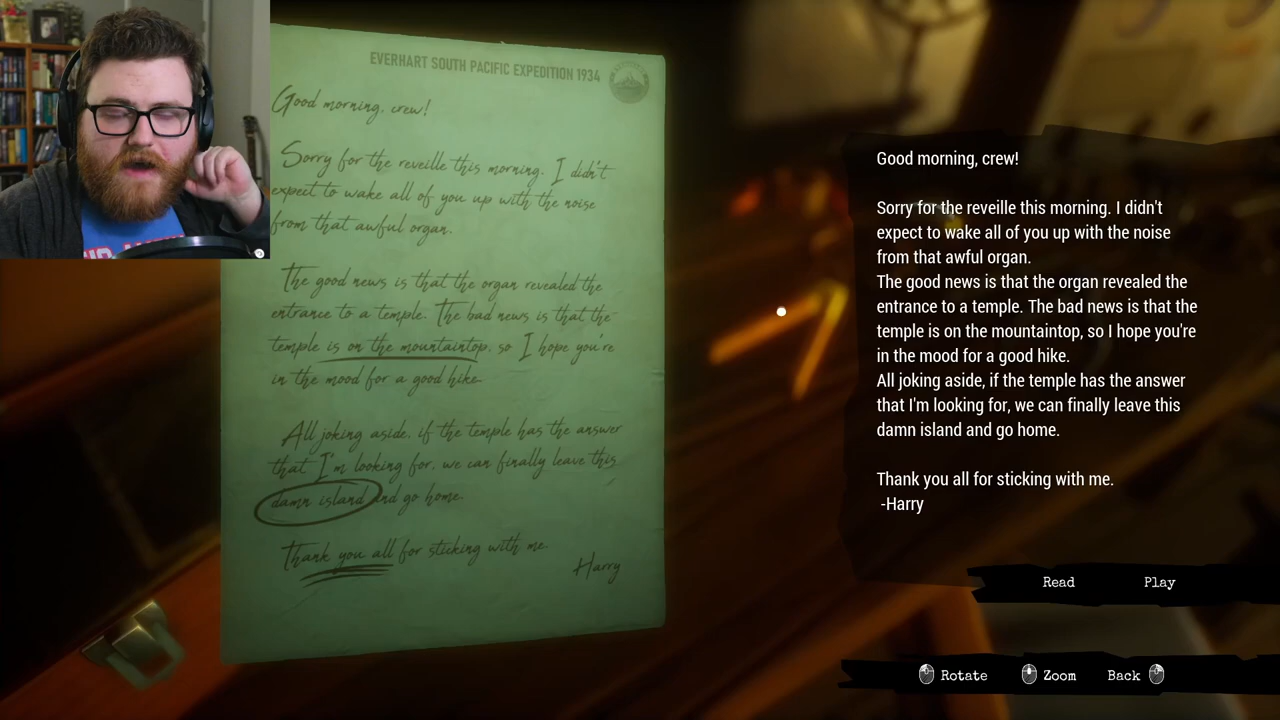 EVERHART SOUTH PACIFIC EXPEDITION 1934
Good morning, crew!
Sorry for the reveille this morning. I didn't
expect to wake all of you up with the noise
from that awful organ.
The good news is that the organ revealed the
entrance to a temple. The bad news is that the
temple is on the mountaintop, so I hope you're
in the mood for a good hike.
All joking aside, if the temple has the answer
that I'm looking for, we can finally leave this
damn island and go home.
Thank you all for sticking with me.
Harry
Good morning, crew!
Sorry for the reveille this morning. I didn't
expect to wake all of you up with the noise
from that awful organ.
The good news is that the organ revealed the
entrance to a temple. The bad news is that the
temple is on the mountaintop, so I hope you're
in the mood for a good hike.
All joking aside, if the temple has the answer
that I'm looking for, we can finally leave this
damn island and go home.
Thank you all for sticking with me.
-Harry
Read Play
Rotate Zoom Back